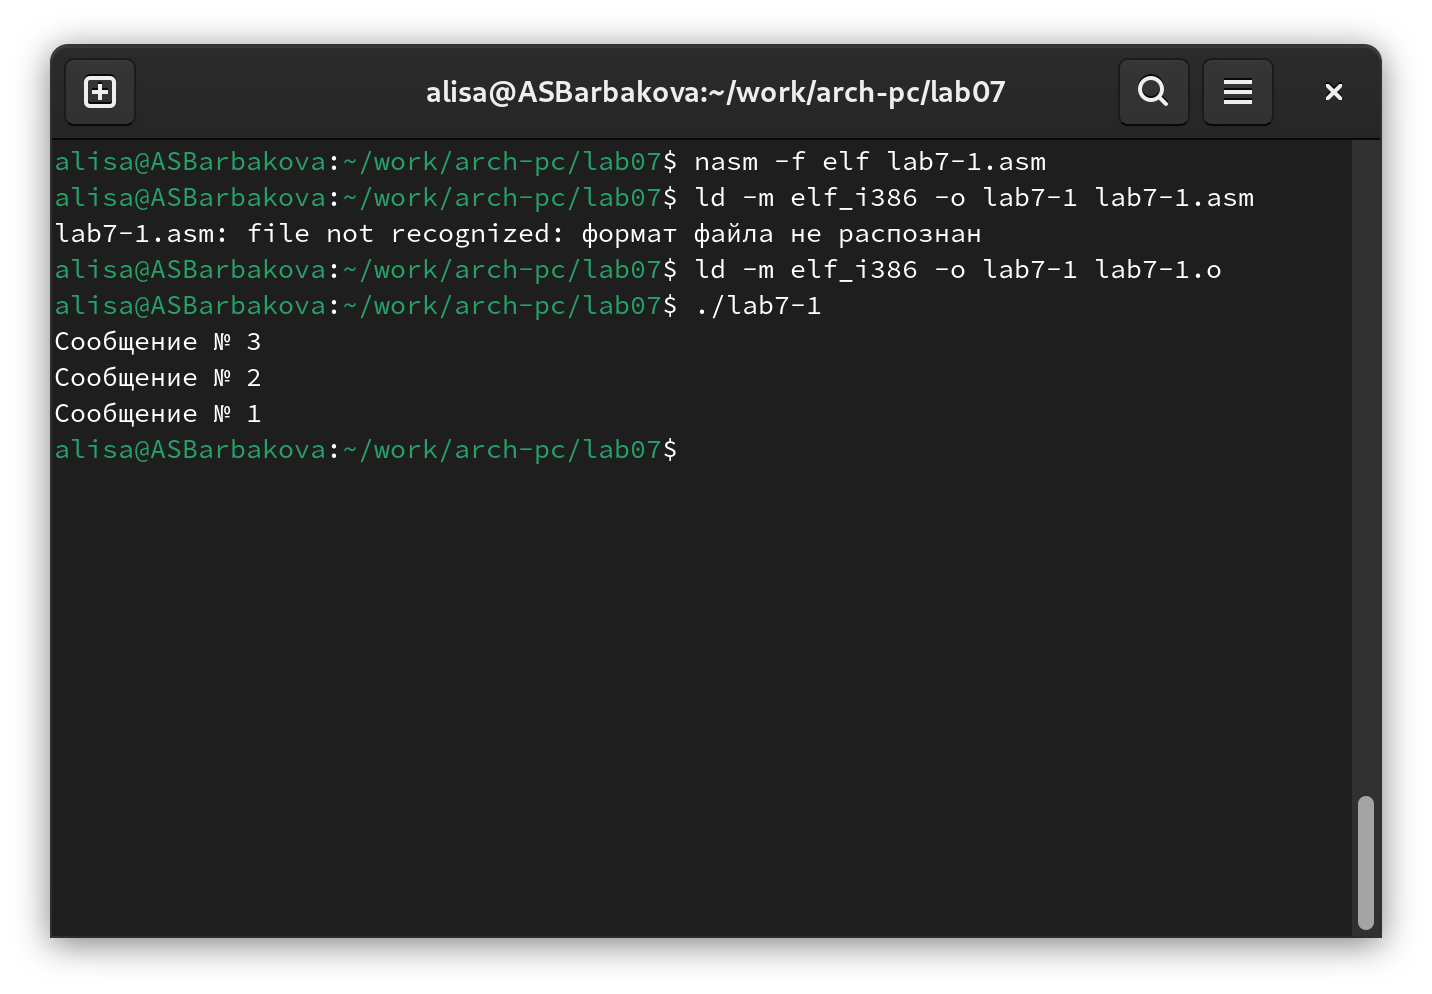 alisa@ASBarbakova:~/work/arch-pc/lab07
alisa@ASBarbakova:~/work/arch-pc/lab07$ nasm -f elf lab7-1.asm
alisa@ASBarbakova:~/work/arch-pc/lab07$ ld -m elf_i386 -o lab7-1 lab7-1.asm
lab7-1.asm: file not recognized: формат файла не распознан
alisa@ASBarbakova:~/work/arch-pc/lab07$ ld -m elf_i386 -o lab7-1 lab7-1.o
alisa@ASBarbakova:~/work/arch-pc/lab07$ ./lab7-1
Сообщение № 3
Сообщение № 2
Сообщение № 1
alisa@ASBarbakova:~/work/arch-pc/lab07$